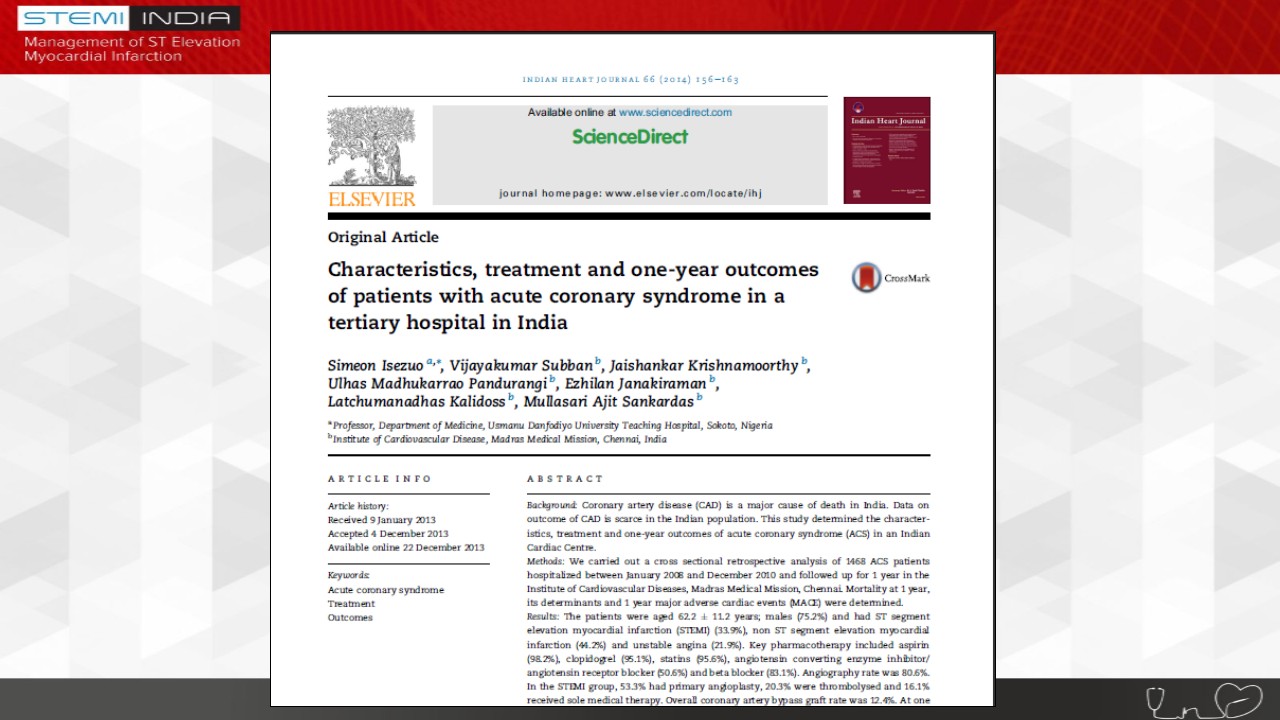 STEMI INDIA
Management of ST Elevation
Myocardial Infarction
INDIAN HEART JOURNAL 66 (2014) 156–163
Available online at www.sciencedirect.com
ScienceDirect
journal homepage: www.elsevier.com/locate/ihj
ELSEVIER
Indian Heart Journal
Original Article
Characteristics, treatment and one-year outcomes
of patients with acute coronary syndrome in a
tertiary hospital in India
CrossMark
Simeon Isezuo a,*, Vijayakumar Subban b, Jaishankar Krishnamoorthy b,
Ulhas Madhukarrao Pandurangi b, Ezhilan Janakiraman b,
Latchumanadhas Kalidoss b, Mullasari Ajit Sankardas b
a Professor, Department of Medicine, Usmanu Danfodiyo University Teaching Hospital, Sokoto, Nigeria
b Institute of Cardiovascular Disease, Madras Medical Mission, Chennai, India
ARTICLE INFO
Article history:
Received 9 January 2013
Accepted 4 December 2013
Available online 22 December 2013
Keywords:
Acute coronary syndrome
Treatment
Outcomes
ABSTRACT
Background: Coronary artery disease (CAD) is a major cause of death in India. Data on
outcome of CAD is scarce in the Indian population. This study determined the character-
istics, treatment and one-year outcomes of acute coronary syndrome (ACS) in an Indian
Cardiac Centre.
Methods: We carried out a cross sectional retrospective analysis of 1468 ACS patients
hospitalized between January 2008 and December 2010 and followed up for 1 year in the
Institute of Cardiovascular Diseases, Madras Medical Mission, Chennai. Mortality at 1 year,
its determinants and 1 year major adverse cardiac events (MACE) were determined.
Results: The patients were aged 62.2 ± 11.2 years; males (75.2%) and had ST segment
elevation myocardial infarction (STEMI) (33.9%), non ST segment elevation myocardial
infarction (44.2%) and unstable angina (21.9%). Key pharmacotherapy included aspirin
(98.2%), clopidogrel (95.1%), statins (95.6%), angiotensin converting enzyme inhibitor/
angiotensin receptor blocker (50.6%) and beta blocker (83.1%). Angiography rate was 80.6%.
In the STEMI group, 53.3% had primary angioplasty, 20.3% were thrombolysed and 16.1%
received sole medical therapy. Overall coronary artery bypass graft rate was 12.4%. At one